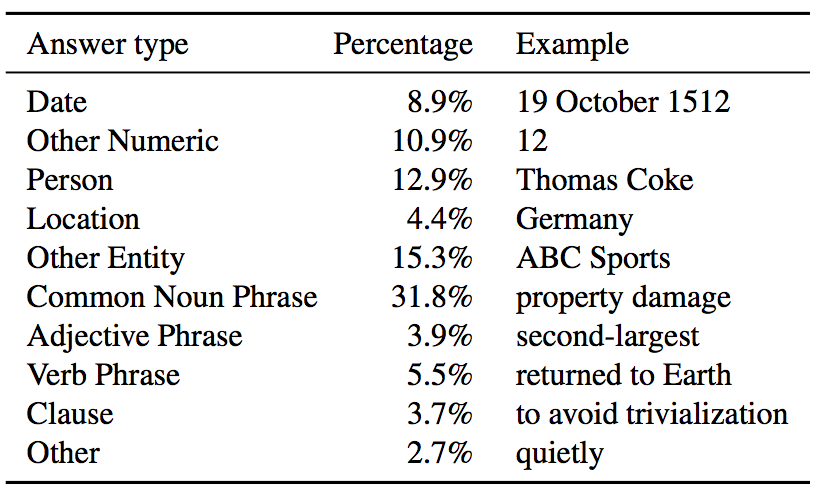 Answer type Percentage Example
Date 8.9% 19 October 1512
Other Numeric 10.9% 12
Person 12.9% Thomas Coke
Location 4.4% Germany
Other Entity 15.3% ABC Sports
Common Noun Phrase 31.8% property damage
Adjective Phrase 3.9% second-largest
Verb Phrase 5.5% returned to Earth
Clause 3.7% to avoid trivialization
Other 2.7% quietly